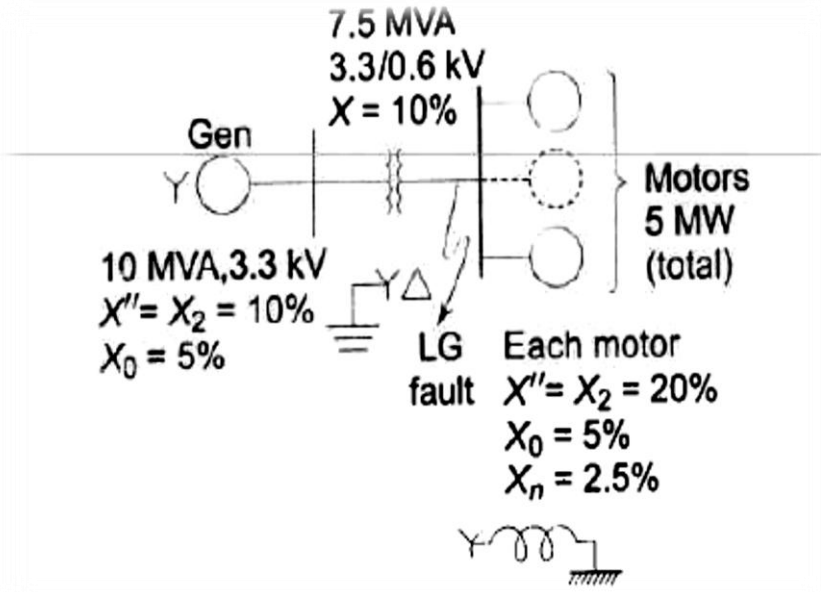 7.5 MVA
3.3/0.6 kV
X = 10%
Gen
Y
Motors
5 MW
(total)
10 MVA,3.3 kV
X″= X₂ = 10%
X₀ = 5%
Y Δ
LG
fault
Each motor
X″= X₂ = 20%
X₀ = 5%
Xₙ = 2.5%
Y